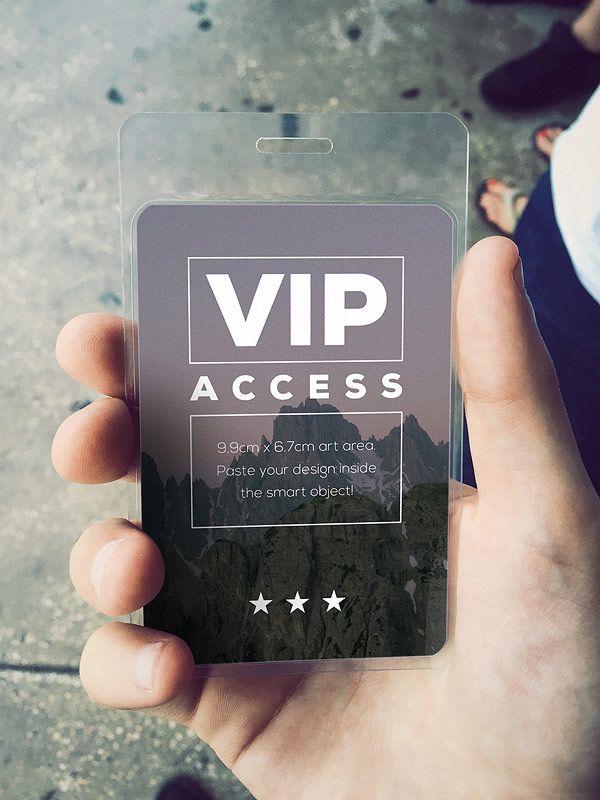 VIP
ACCESS
9.9cm x 6.7cm art area.
Paste your design inside
the smart object!